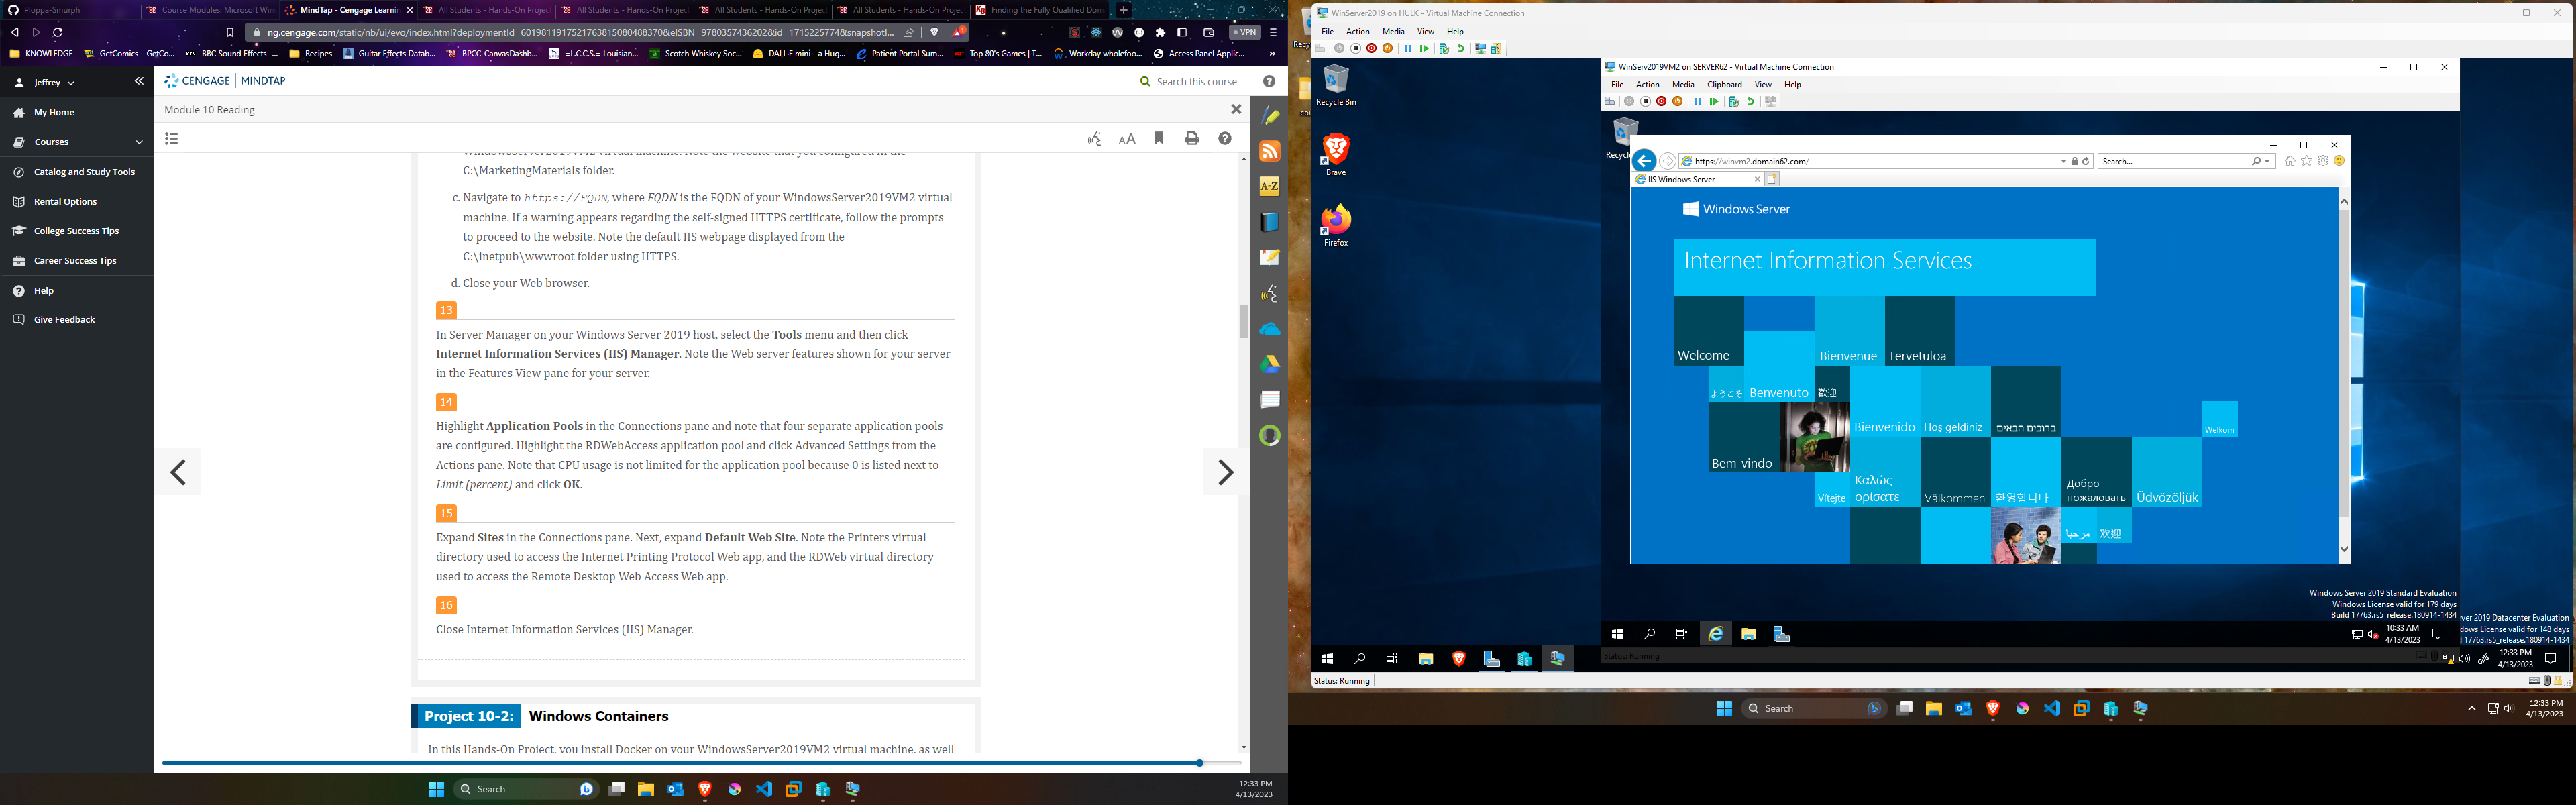 Ploppa-Smurph
Course Modules: Microsoft Win
MindTap - Cengage Learnin
All Students - Hands-On Projec
All Students - Hands-On Projec
All Students - Hands-On Projec
All Students - Hands-On Projec
Finding the Fully Qualified Dom
ng.cengage.com/static/nb/ui/evo/index.html?deploymentId=6019811917521763815080488370&eISBN=9780357436202&id=1715225774&snapshotI...
VPN
KNOWLEDGE
GetComics – GetCo...
BBC Sound Effects -...
Recipes
Guitar Effects Datab...
BPCC-CanvasDashb...
=L.C.C.S.= Louisian...
Scotch Whiskey Soc...
DALL·E mini - a Hug...
Patient Portal Sum...
Top 80's Games | T...
Workday wholefoo...
Access Panel Applic...
Jeffrey
My Home
Courses
Catalog and Study Tools
Rental Options
College Success Tips
Career Success Tips
Help
Give Feedback
CENGAGE | MINDTAP
Search this course
Module 10 Reading
AA
A-Z
WindowsServer2019VM2 virtual machine. Note the website that you configured in the
C:\MarketingMaterials folder.
c. Navigate to https://FQDN, where FQDN is the FQDN of your WindowsServer2019VM2 virtual
machine. If a warning appears regarding the self-signed HTTPS certificate, follow the prompts
to proceed to the website. Note the default IIS webpage displayed from the
C:\inetpub\wwwroot folder using HTTPS.
d. Close your Web browser.
13
In Server Manager on your Windows Server 2019 host, select the Tools menu and then click
Internet Information Services (IIS) Manager. Note the Web server features shown for your server
in the Features View pane for your server.
14
Highlight Application Pools in the Connections pane and note that four separate application pools
are configured. Highlight the RDWebAccess application pool and click Advanced Settings from the
Actions pane. Note that CPU usage is not limited for the application pool because 0 is listed next to
Limit (percent) and click OK.
15
Expand Sites in the Connections pane. Next, expand Default Web Site. Note the Printers virtual
directory used to access the Internet Printing Protocol Web app, and the RDWeb virtual directory
used to access the Remote Desktop Web Access Web app.
16
Close Internet Information Services (IIS) Manager.
Project 10-2: Windows Containers
In this Hands-On Project, you install Docker on your WindowsServer2019VM2 virtual machine, as well
Search
12:33 PM
4/13/2023
WinServer2019 on HULK - Virtual Machine Connection
File Action Media View Help
Recycle Bin
Brave
Firefox
WinServ2019VM2 on SERVER62 - Virtual Machine Connection
File Action Media Clipboard View Help
https://winvm2.domain62.com/
Search...
IIS Windows Server
Windows Server
Internet Information Services
Welcome
Bienvenue
Tervetuloa
ようこそ
Benvenuto
歡迎
Bienvenido
Hoş geldiniz
ברוכים הבאים
Welkom
Bem-vindo
Vítejte
Καλώς
ορίσατε
Välkommen
환영합니다
Добро
пожаловать
Üdvözöljük
مرحبا
欢迎
Windows Server 2019 Standard Evaluation
Windows License valid for 179 days
Build 17763.rs5_release.180914-1434
10:33 AM
4/13/2023
ver 2019 Datacenter Evaluation
dows License valid for 148 days
17763.rs5_release.180914-1434
Status: Running
12:33 PM
4/13/2023
Status: Running
Search
12:33 PM
4/13/2023